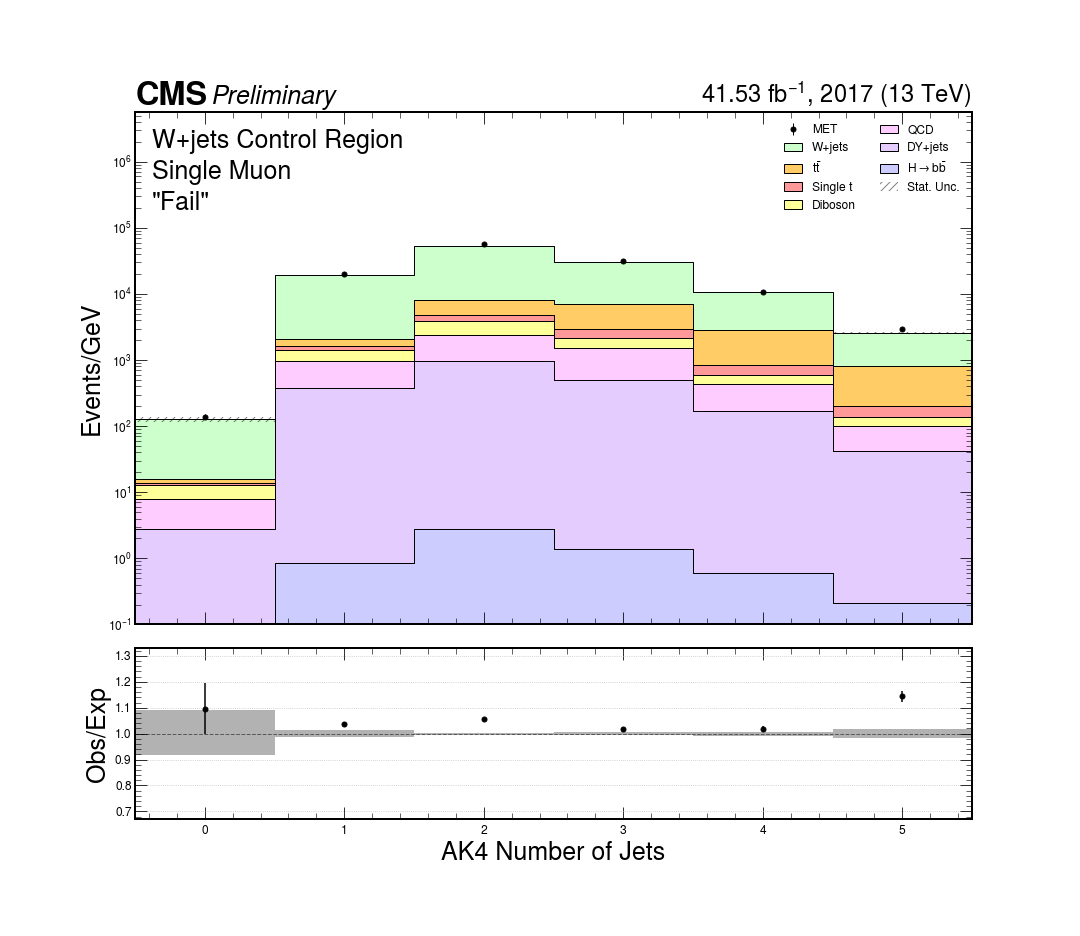 CMS Preliminary
41.53 fb⁻¹, 2017 (13 TeV)
W+jets Control Region
Single Muon
"Fail"
MET
W+jets
tt̄
Single t
Diboson
QCD
DY+jets
H→bb̄
Stat. Unc.
Events/GeV
10⁶
10⁵
10⁴
10³
10²
10¹
10⁰
10⁻¹
Obs/Exp
1.3
1.2
1.1
1.0
0.9
0.8
0.7
0 1 2 3 4 5
AK4 Number of Jets